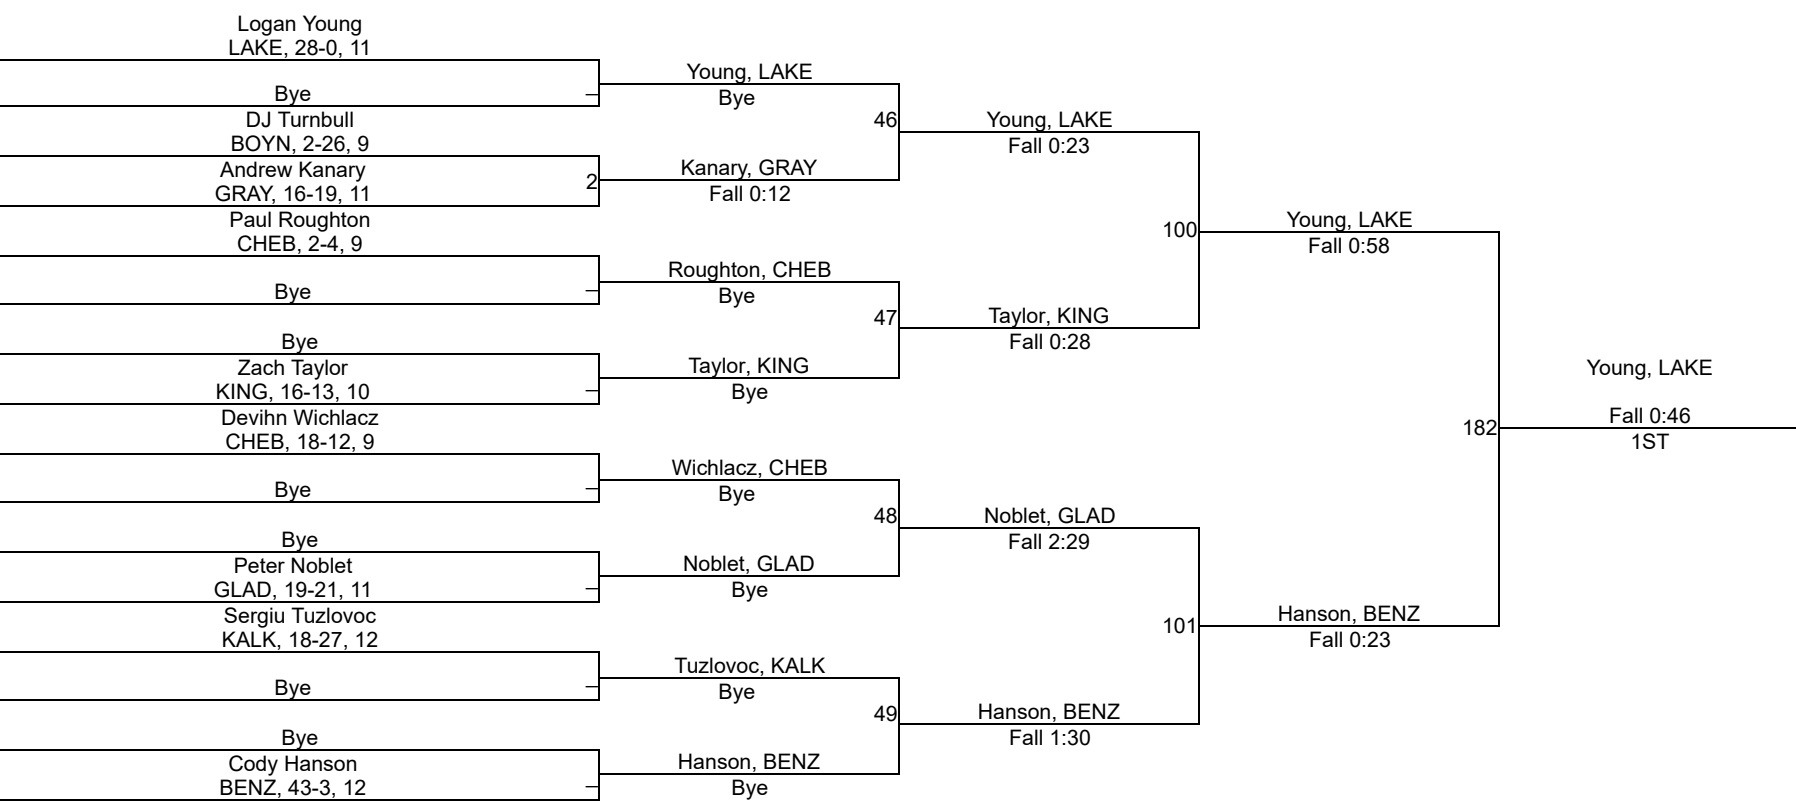 Logan Young
LAKE, 28-0, 11
Bye
DJ Turnbull
BOYN, 2-26, 9
Andrew Kanary
GRAY, 16-19, 11
2
Paul Roughton
CHEB, 2-4, 9
Bye
Bye
Zach Taylor
KING, 16-13, 10
Devihn Wichlacz
CHEB, 18-12, 9
Bye
Bye
Peter Noblet
GLAD, 19-21, 11
Sergiu Tuzlovoc
KALK, 18-27, 12
Bye
Bye
Cody Hanson
BENZ, 43-3, 12
Young, LAKE
Bye
46
Kanary, GRAY
Fall 0:12
Roughton, CHEB
Bye
47
Taylor, KING
Bye
Wichlacz, CHEB
Bye
48
Noblet, GLAD
Bye
Tuzlovoc, KALK
Bye
49
Hanson, BENZ
Bye
Young, LAKE
Fall 0:23
100
Taylor, KING
Fall 0:28
Noblet, GLAD
Fall 2:29
101
Hanson, BENZ
Fall 1:30
Young, LAKE
Fall 0:58
182
Hanson, BENZ
Fall 0:23
Young, LAKE
Fall 0:46
1ST